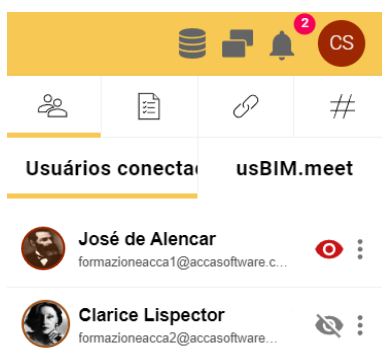 2
CS
#
Usuários conecta
usBIM.meet
José de Alencar
formazioneacca1@accasoftware.c...
Clarice Lispector
formazioneacca2@accasoftware...